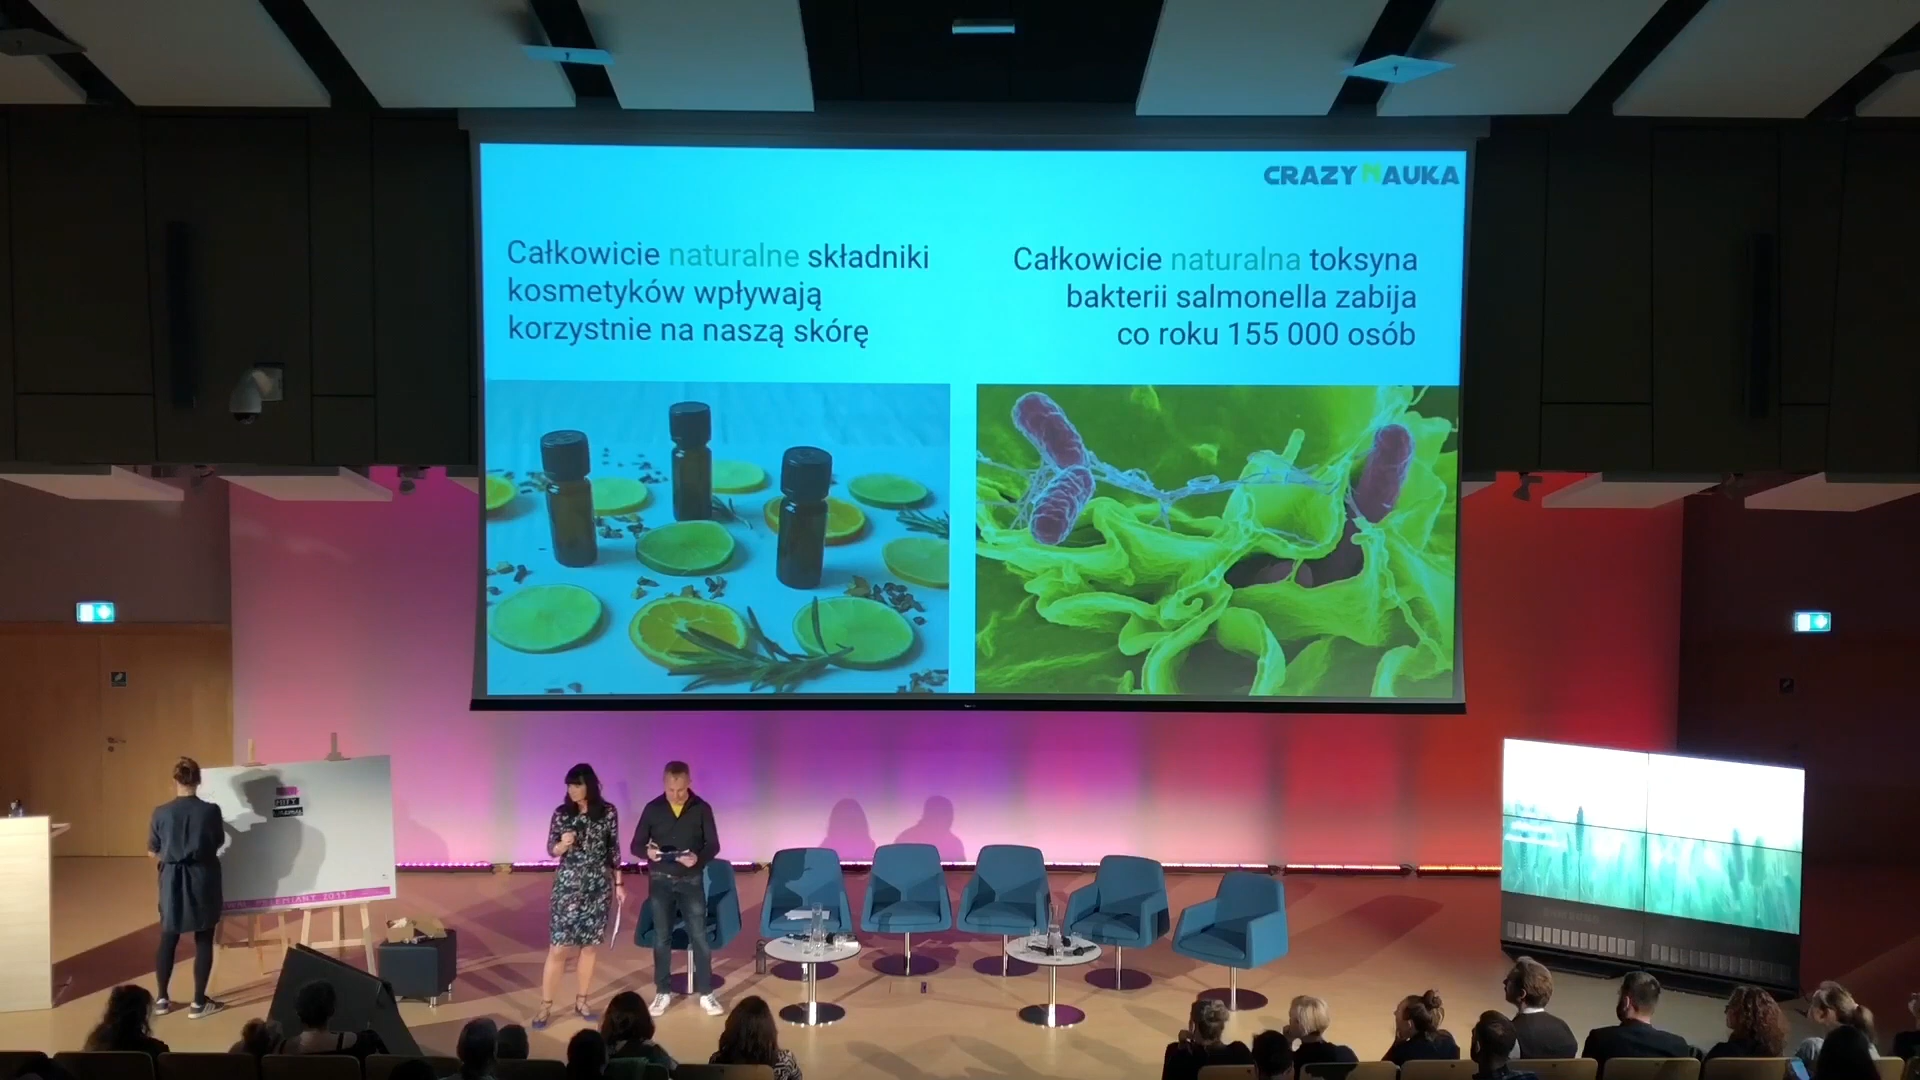 CRAZY NAUKA
Całkowicie naturalne składniki
kosmetyków wpływają
korzystnie na naszą skórę
Całkowicie naturalna toksyna
bakterii salmonella zabija
co roku 155 000 osób
SAMSUNG